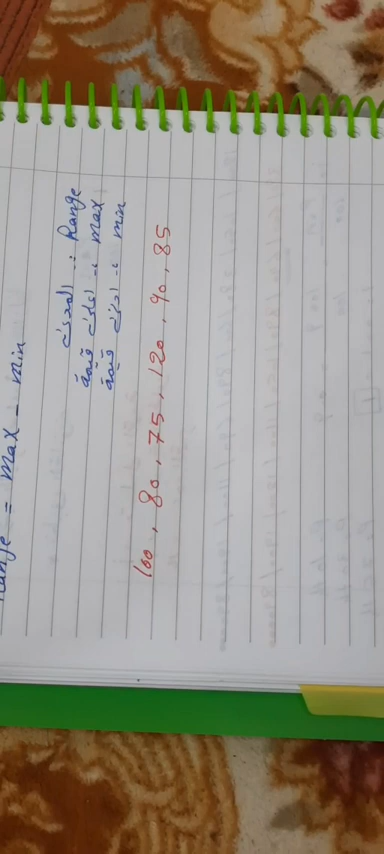 Range = max - min
المدى : Range
أعلى قيمة : max
أدنى قيمة : min
100 , 80 , 75 , 120 , 90 , 85